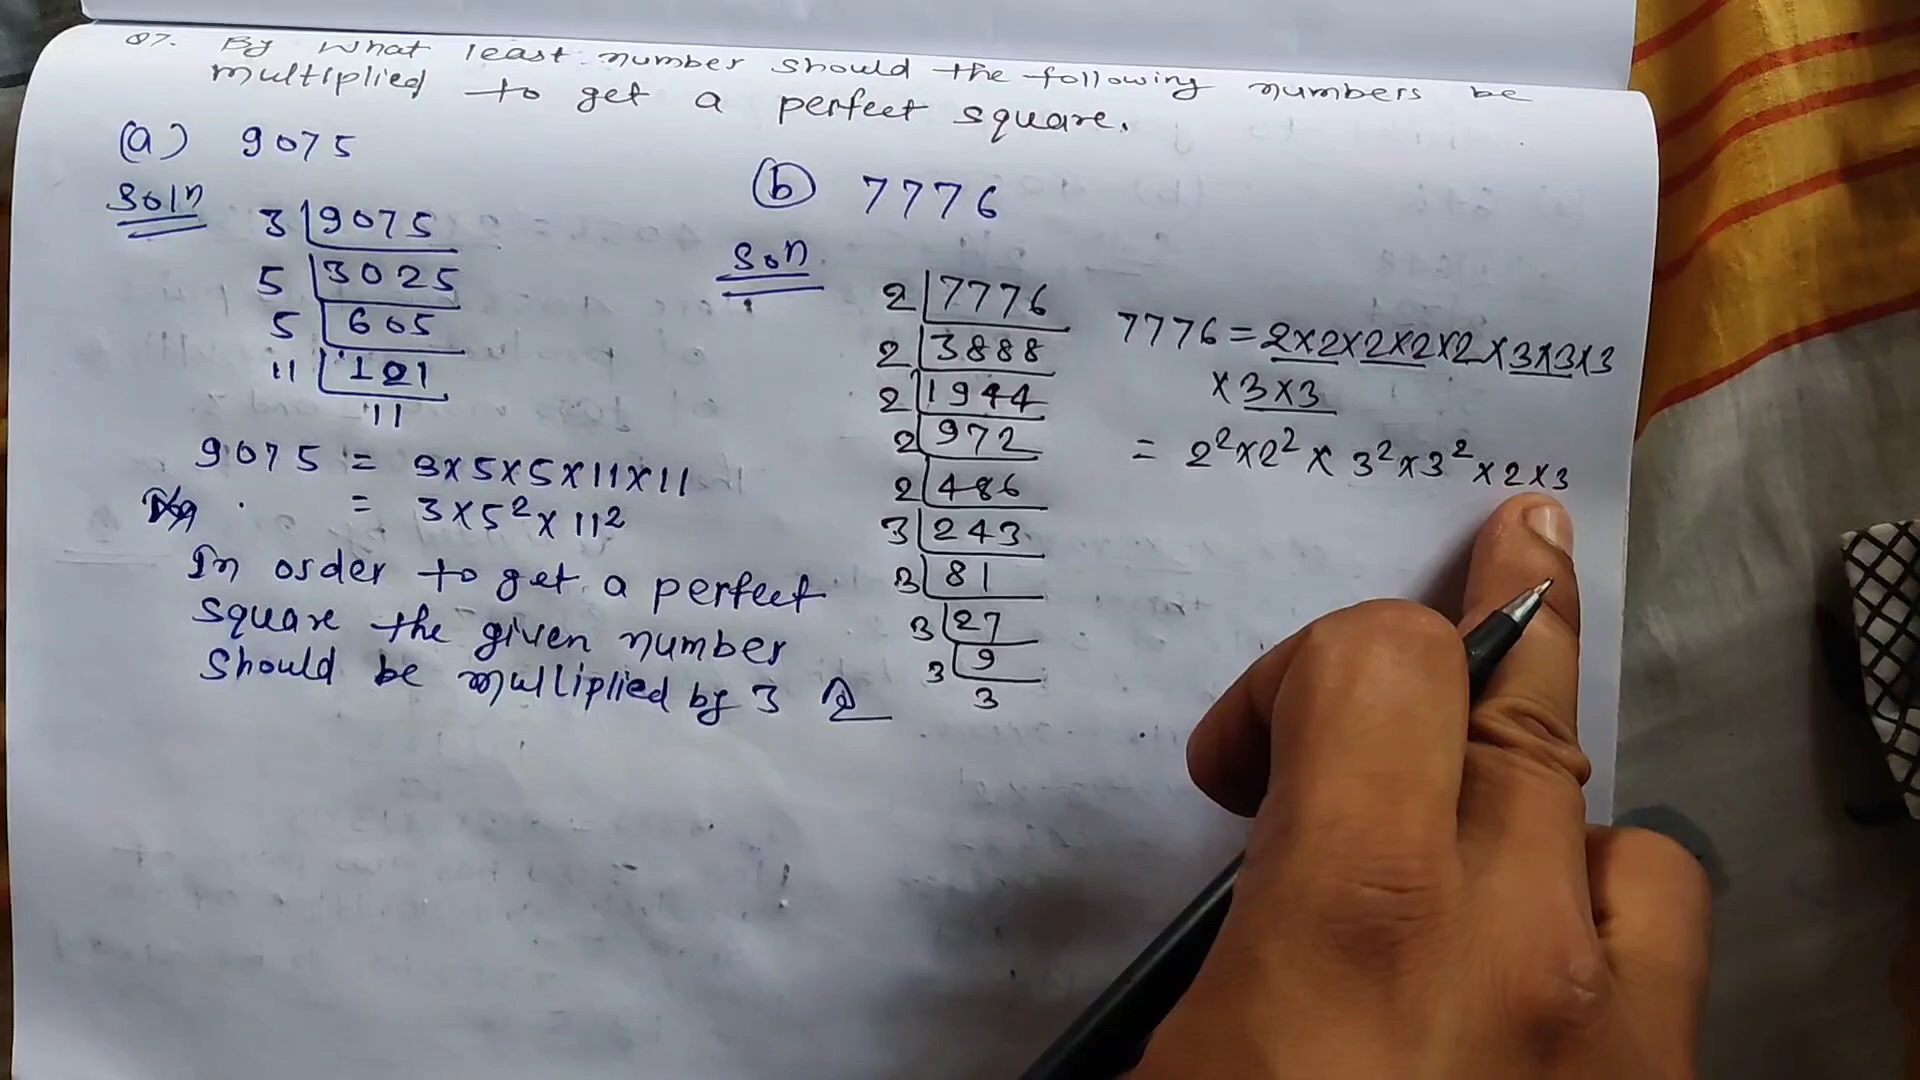 Q7. By what least number should the following numbers be
multiplied to get a perfect square.
(a) 9075
Soln
3 | 9075
5 | 3025
5 | 605
11 | 121
11
9075 = 3×5×5×11×11
= 3×5²×11²
In order to get a perfect
square the given number
should be multiplied by 3
(b) 7776
Son
2 | 7776
2 | 3888
2 | 1944
2 | 972
2 | 486
3 | 243
3 | 81
3 | 27
3 | 9
3
7776 = 2×2×2×2×2×3×3×3
×3×3
= 2²×2²×3²×3²×2×3